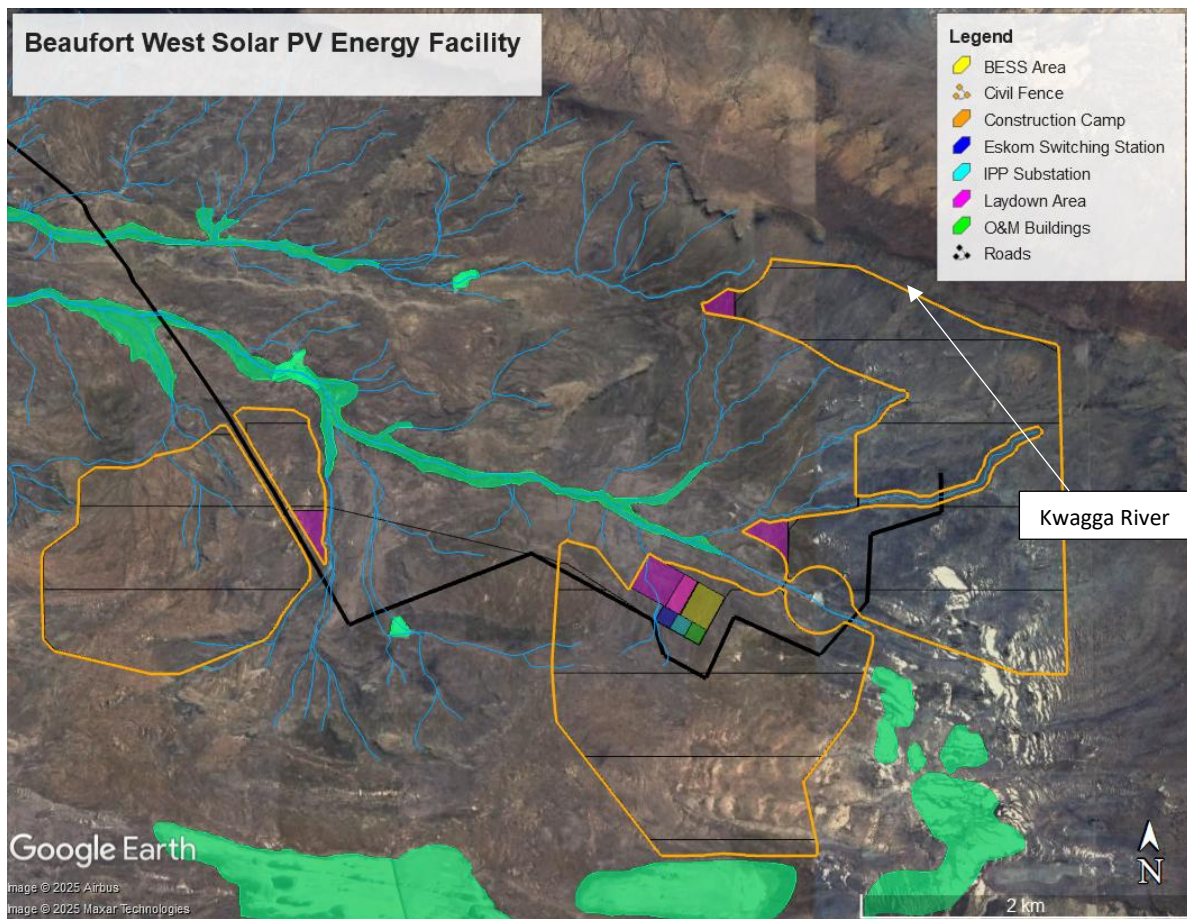 Beaufort West Solar PV Energy Facility
Legend
BESS Area
Civil Fence
Construction Camp
Eskom Switching Station
IPP Substation
Laydown Area
O&M Buildings
Roads
Kwagga River
Google Earth
Image © 2025 Airbus
Image © 2025 Maxar Technologies
N
2 km